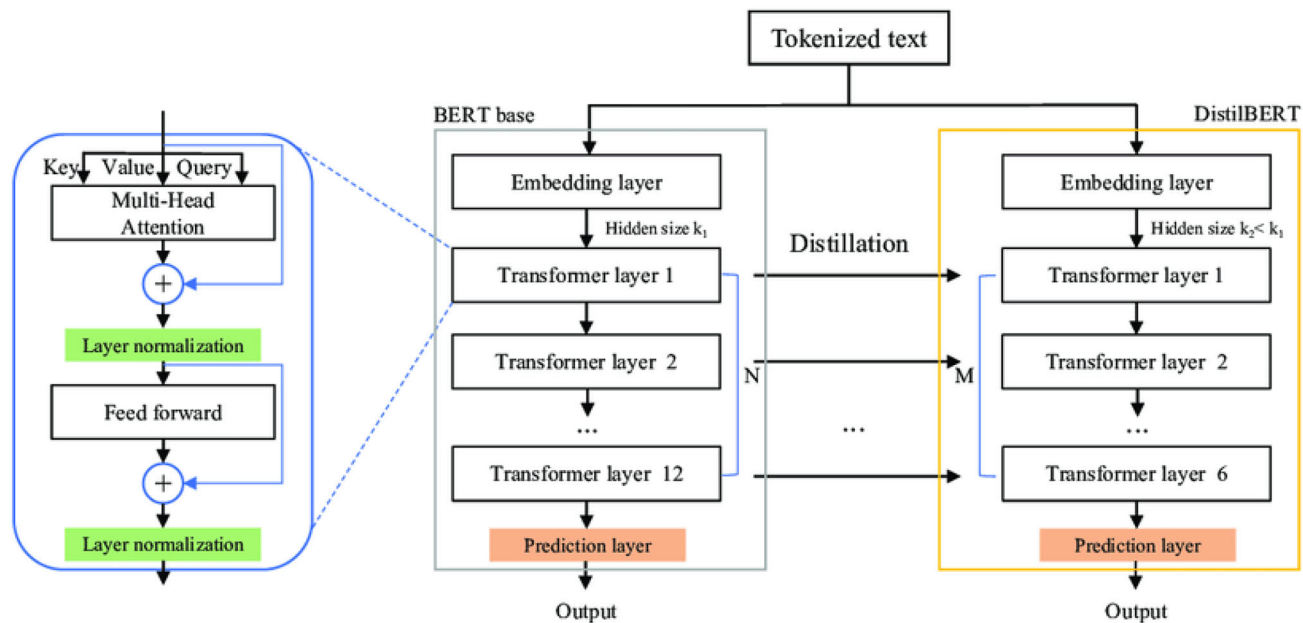 Tokenized text
BERT base
DistilBERT
Key Value Query
Multi-Head
Attention
+
Layer normalization
Feed forward
+
Layer normalization
Embedding layer
Hidden size k₁
Transformer layer 1
Transformer layer 2
...
Transformer layer 12
N
Prediction layer
Output
Distillation
...
Embedding layer
Hidden size k₂< k₁
Transformer layer 1
Transformer layer 2
...
Transformer layer 6
M
Prediction layer
Output